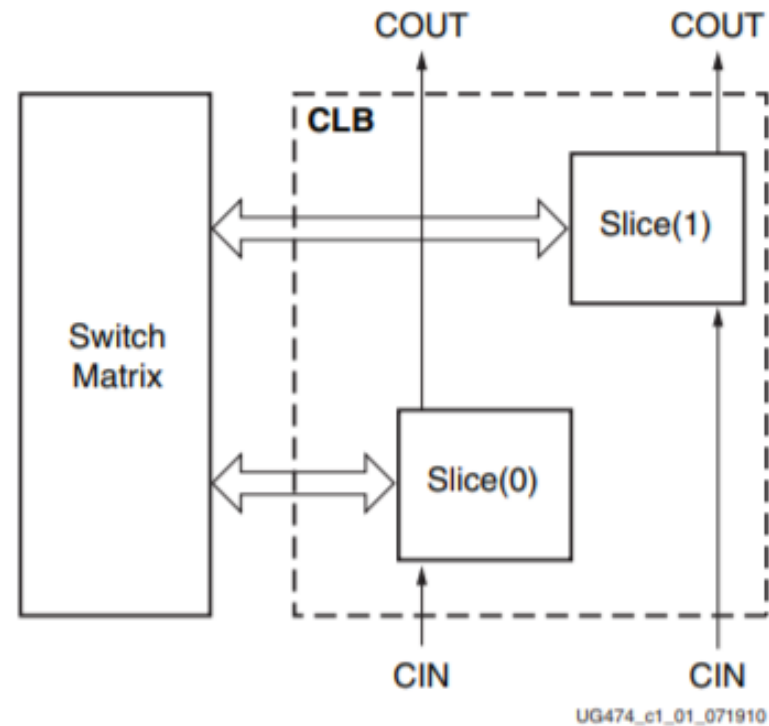 COUT
COUT
CLB
Slice(1)
Switch
Matrix
Slice(0)
CIN
CIN
UG474_c1_01_071910